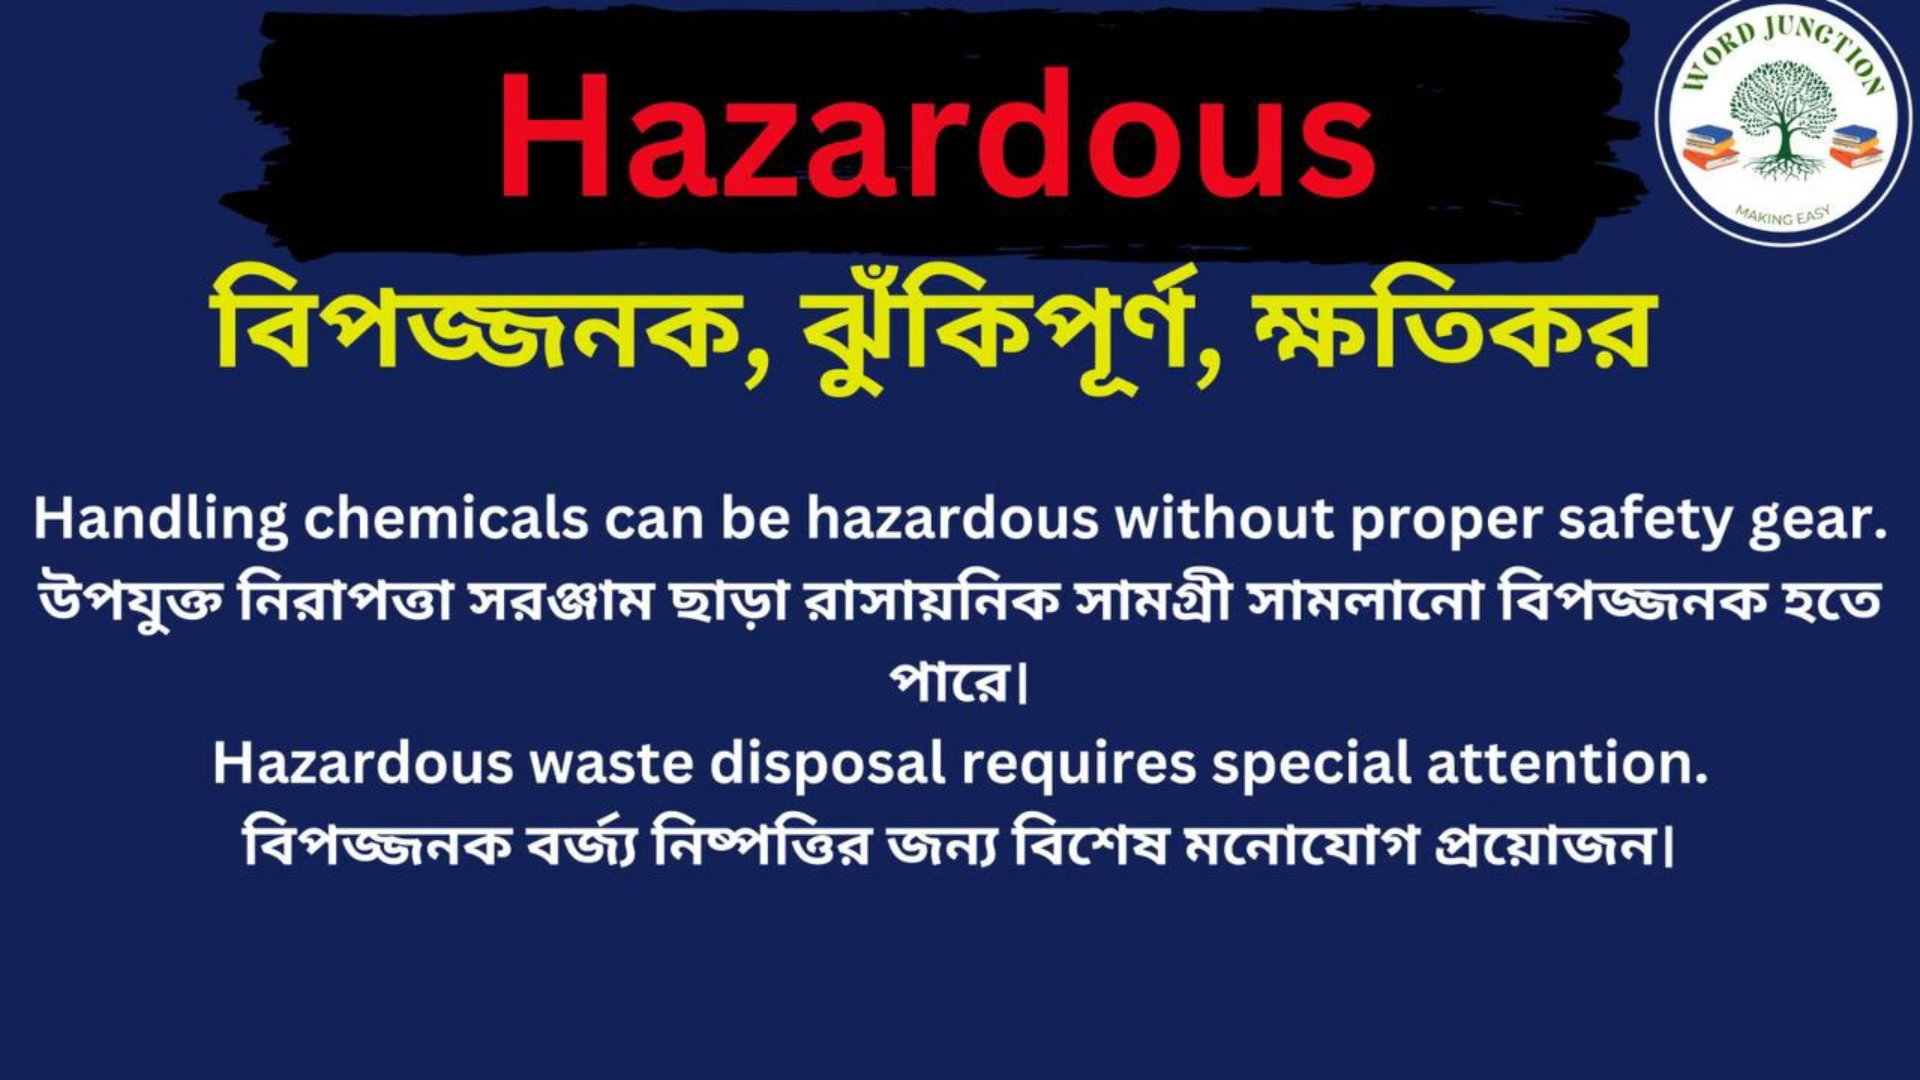 Hazardous
WORD JUNCTION
MAKING EASY
বিপজ্জনক, ঝুঁকিপূর্ণ, ক্ষতিকর
Handling chemicals can be hazardous without proper safety gear.
উপযুক্ত নিরাপত্তা সরঞ্জাম ছাড়া রাসায়নিক সামগ্রী সামলানো বিপজ্জনক হতে
পারে।
Hazardous waste disposal requires special attention.
বিপজ্জনক বর্জ্য নিষ্পত্তির জন্য বিশেষ মনোযোগ প্রয়োজন।